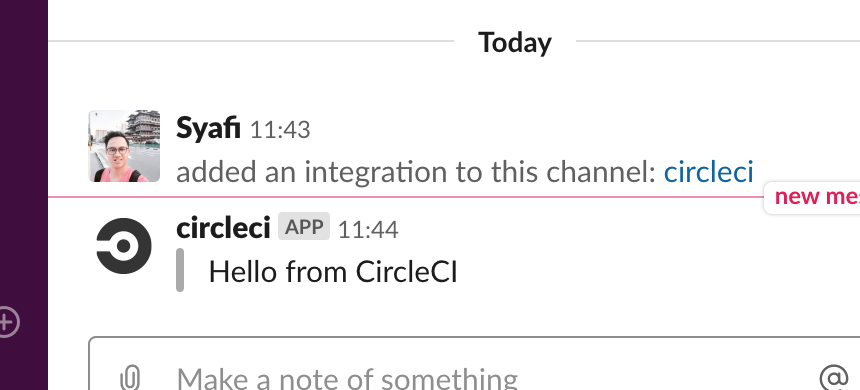 Today
Syafi 11:43
added an integration to this channel: circleci
new mes
circleci APP 11:44
Hello from CircleCI
Make a note of something
@